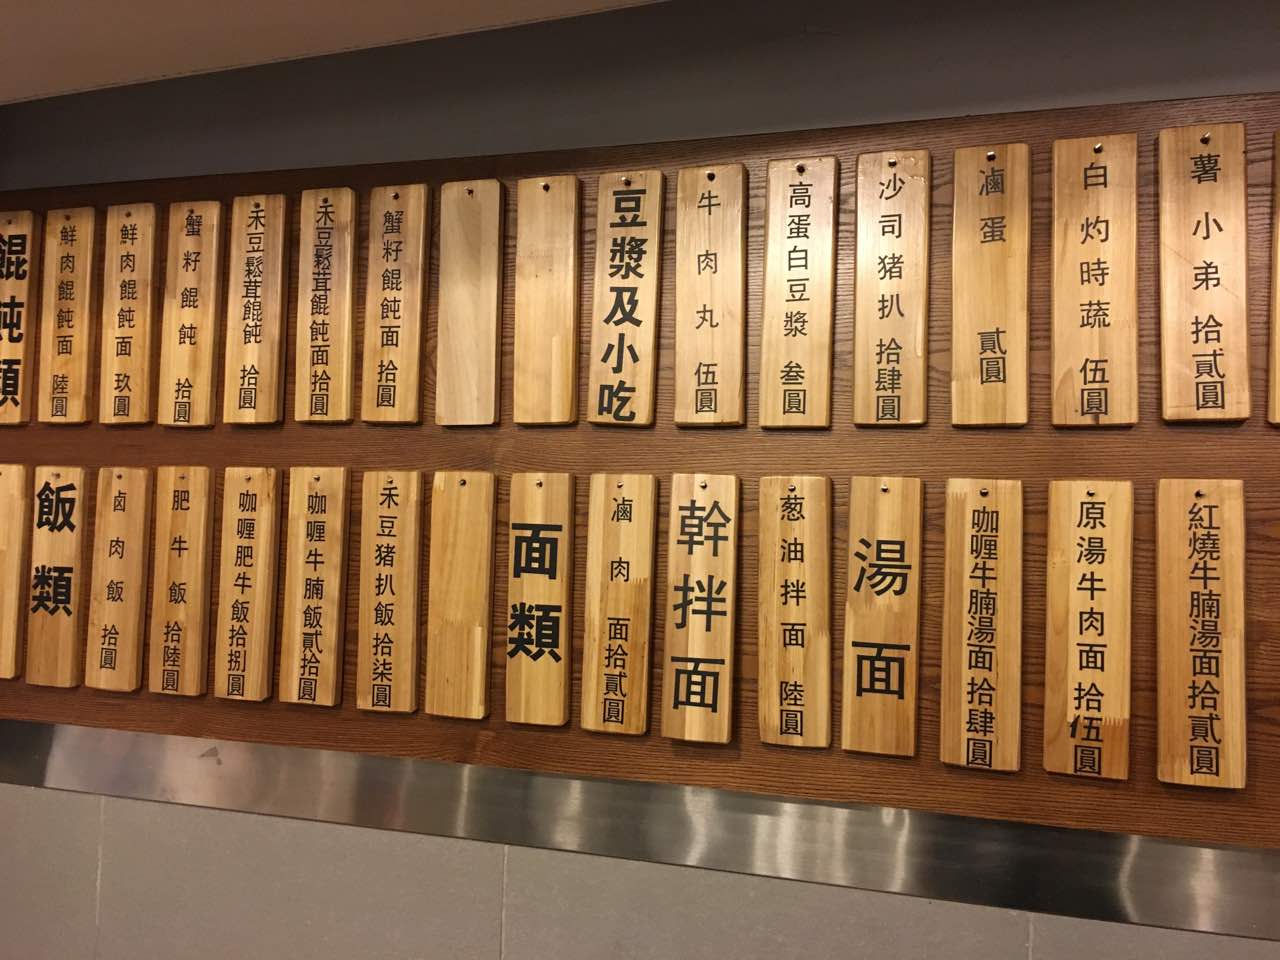 餛飩類
鮮肉餛飩面 陸圓
鮮肉餛飩面 玖圓
蟹籽餛飩 拾圓
禾豆鬆茸餛飩 拾圓
禾豆鬆茸餛飩面拾圓
蟹籽餛飩面 拾圓
豆漿及小吃
牛肉丸 伍圓
高蛋白豆漿 叁圓
沙司猪扒 拾肆圓
滷蛋 貳圓
白灼時蔬 伍圓
薯小弟 拾貳圓
飯類
卤肉飯 拾圓
肥牛飯 拾陸圓
咖喱肥牛飯拾捌圓
咖喱牛腩飯貳拾圓
禾豆猪扒飯拾柒圓
面類
滷肉面拾貳圓
幹拌面
葱油拌面 陸圓
湯面
咖喱牛腩湯面拾肆圓
原湯牛肉面拾伍圓
紅燒牛腩湯面拾貳圓